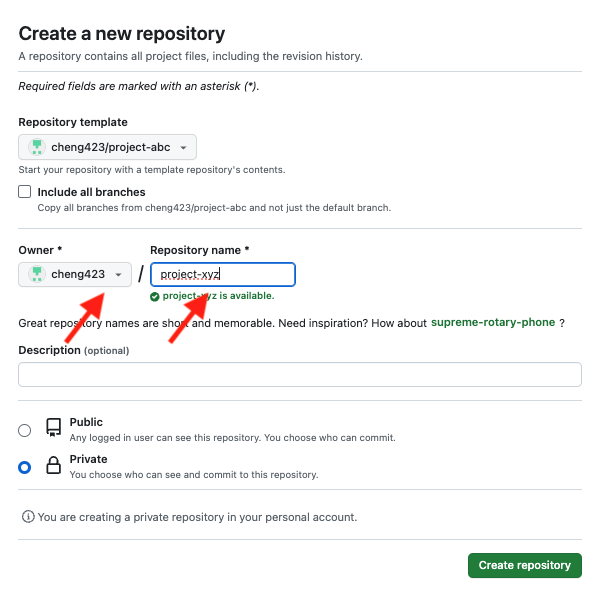 Create a new repository
A repository contains all project files, including the revision history.
Required fields are marked with an asterisk (*).
Repository template
cheng423/project-abc
Start your repository with a template repository's contents.
Include all branches
Copy all branches from cheng423/project-abc and not just the default branch.
Owner * Repository name *
cheng423 / project-xyz
project-xyz is available.
Great repository names are short and memorable. Need inspiration? How about supreme-rotary-phone ?
Description (optional)
Public
Any logged in user can see this repository. You choose who can commit.
Private
You choose who can see and commit to this repository.
You are creating a private repository in your personal account.
Create repository